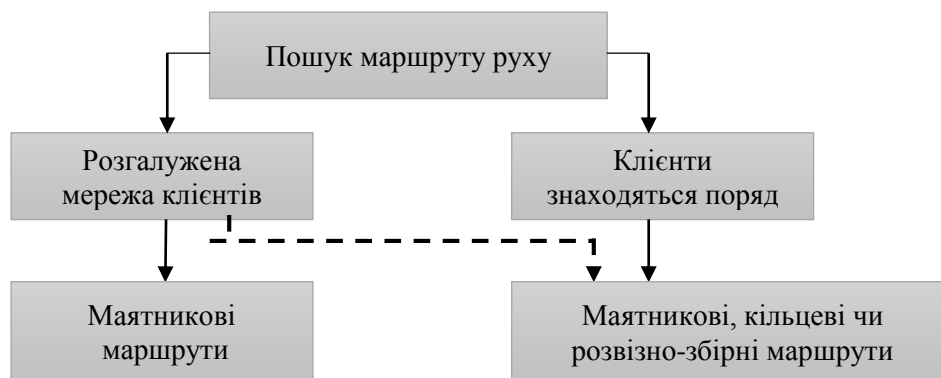 Пошук маршруту руху
Розгалужена
мережа клієнтів
Клієнти
знаходяться поряд
Маятникові
маршрути
Маятникові, кільцеві чи
розвізно-збірні маршрути